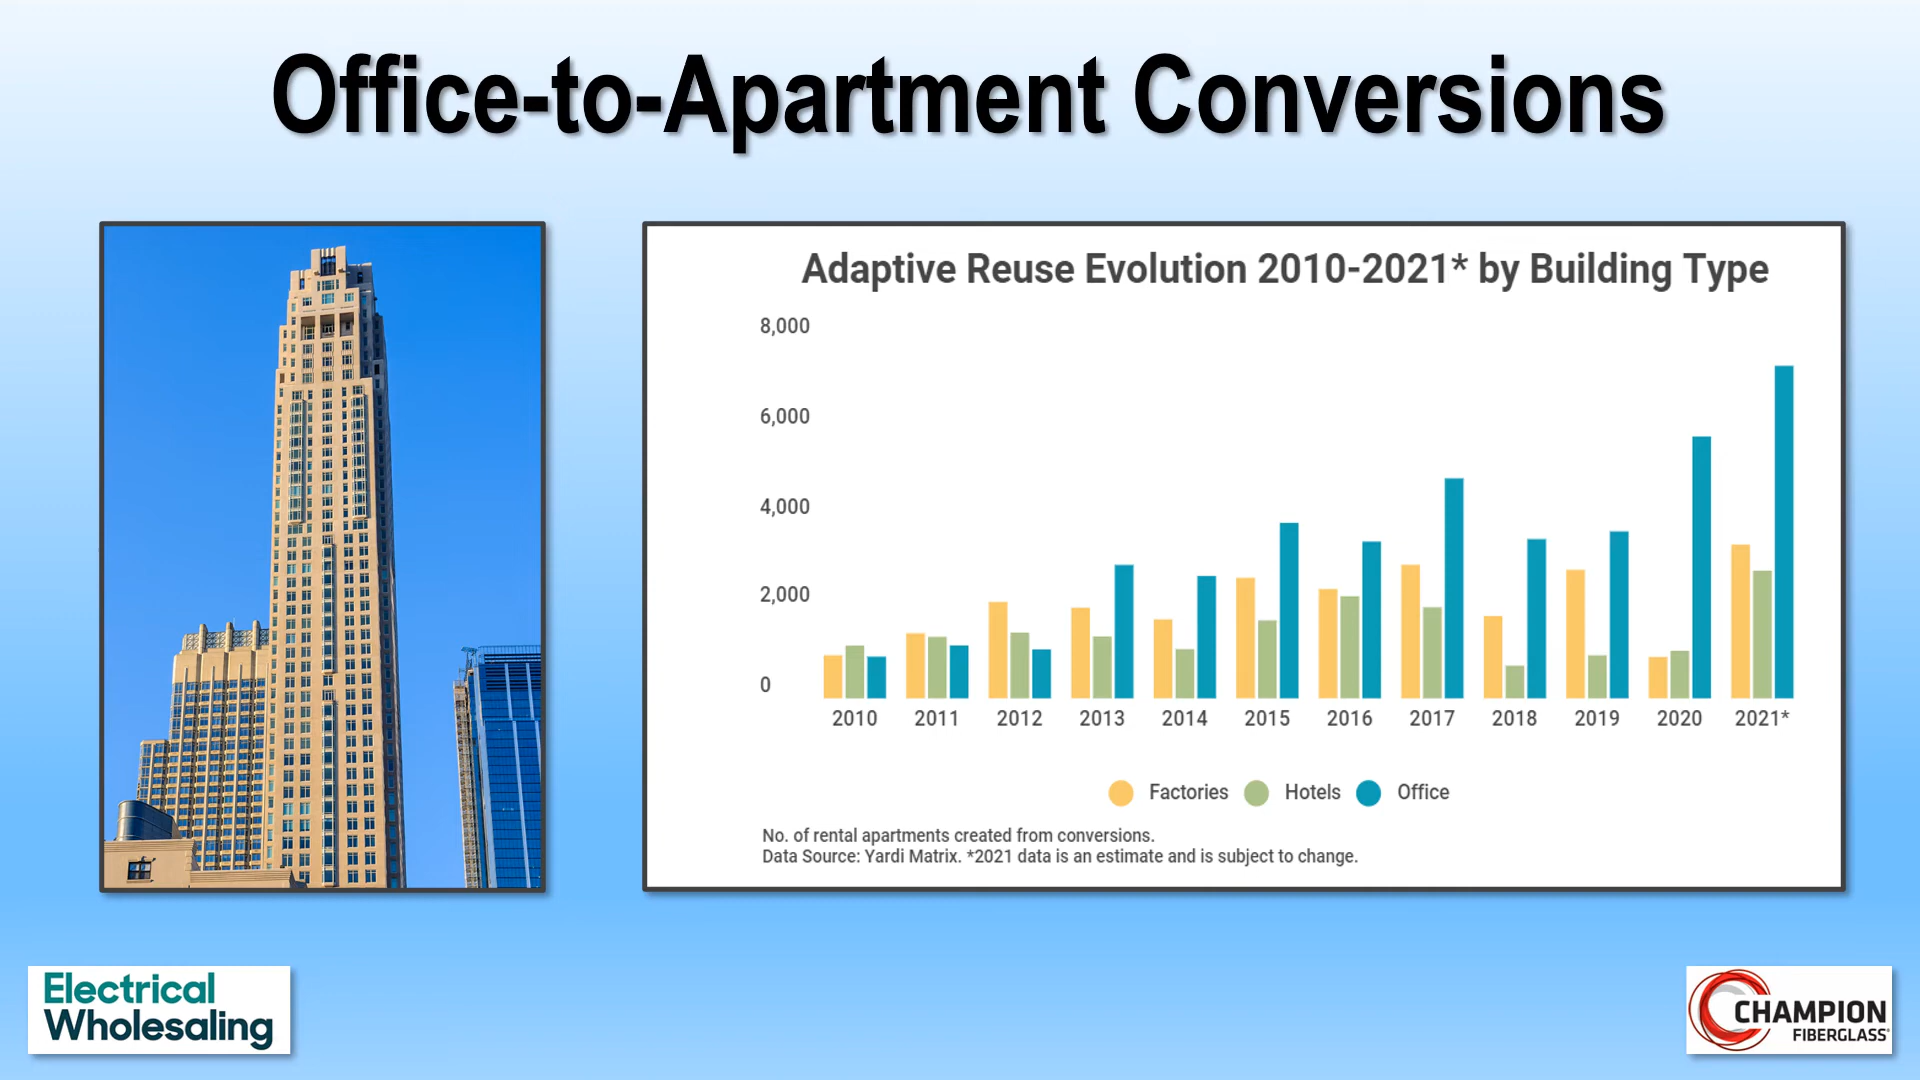 Office-to-Apartment Conversions
Adaptive Reuse Evolution 2010-2021* by Building Type
8,000
6,000
4,000
2,000
0
2010 2011 2012 2013 2014 2015 2016 2017 2018 2019 2020 2021*
Factories Hotels Office
No. of rental apartments created from conversions.
Data Source: Yardi Matrix. *2021 data is an estimate and is subject to change.
Electrical
Wholesaling
CHAMPION
FIBERGLASS®